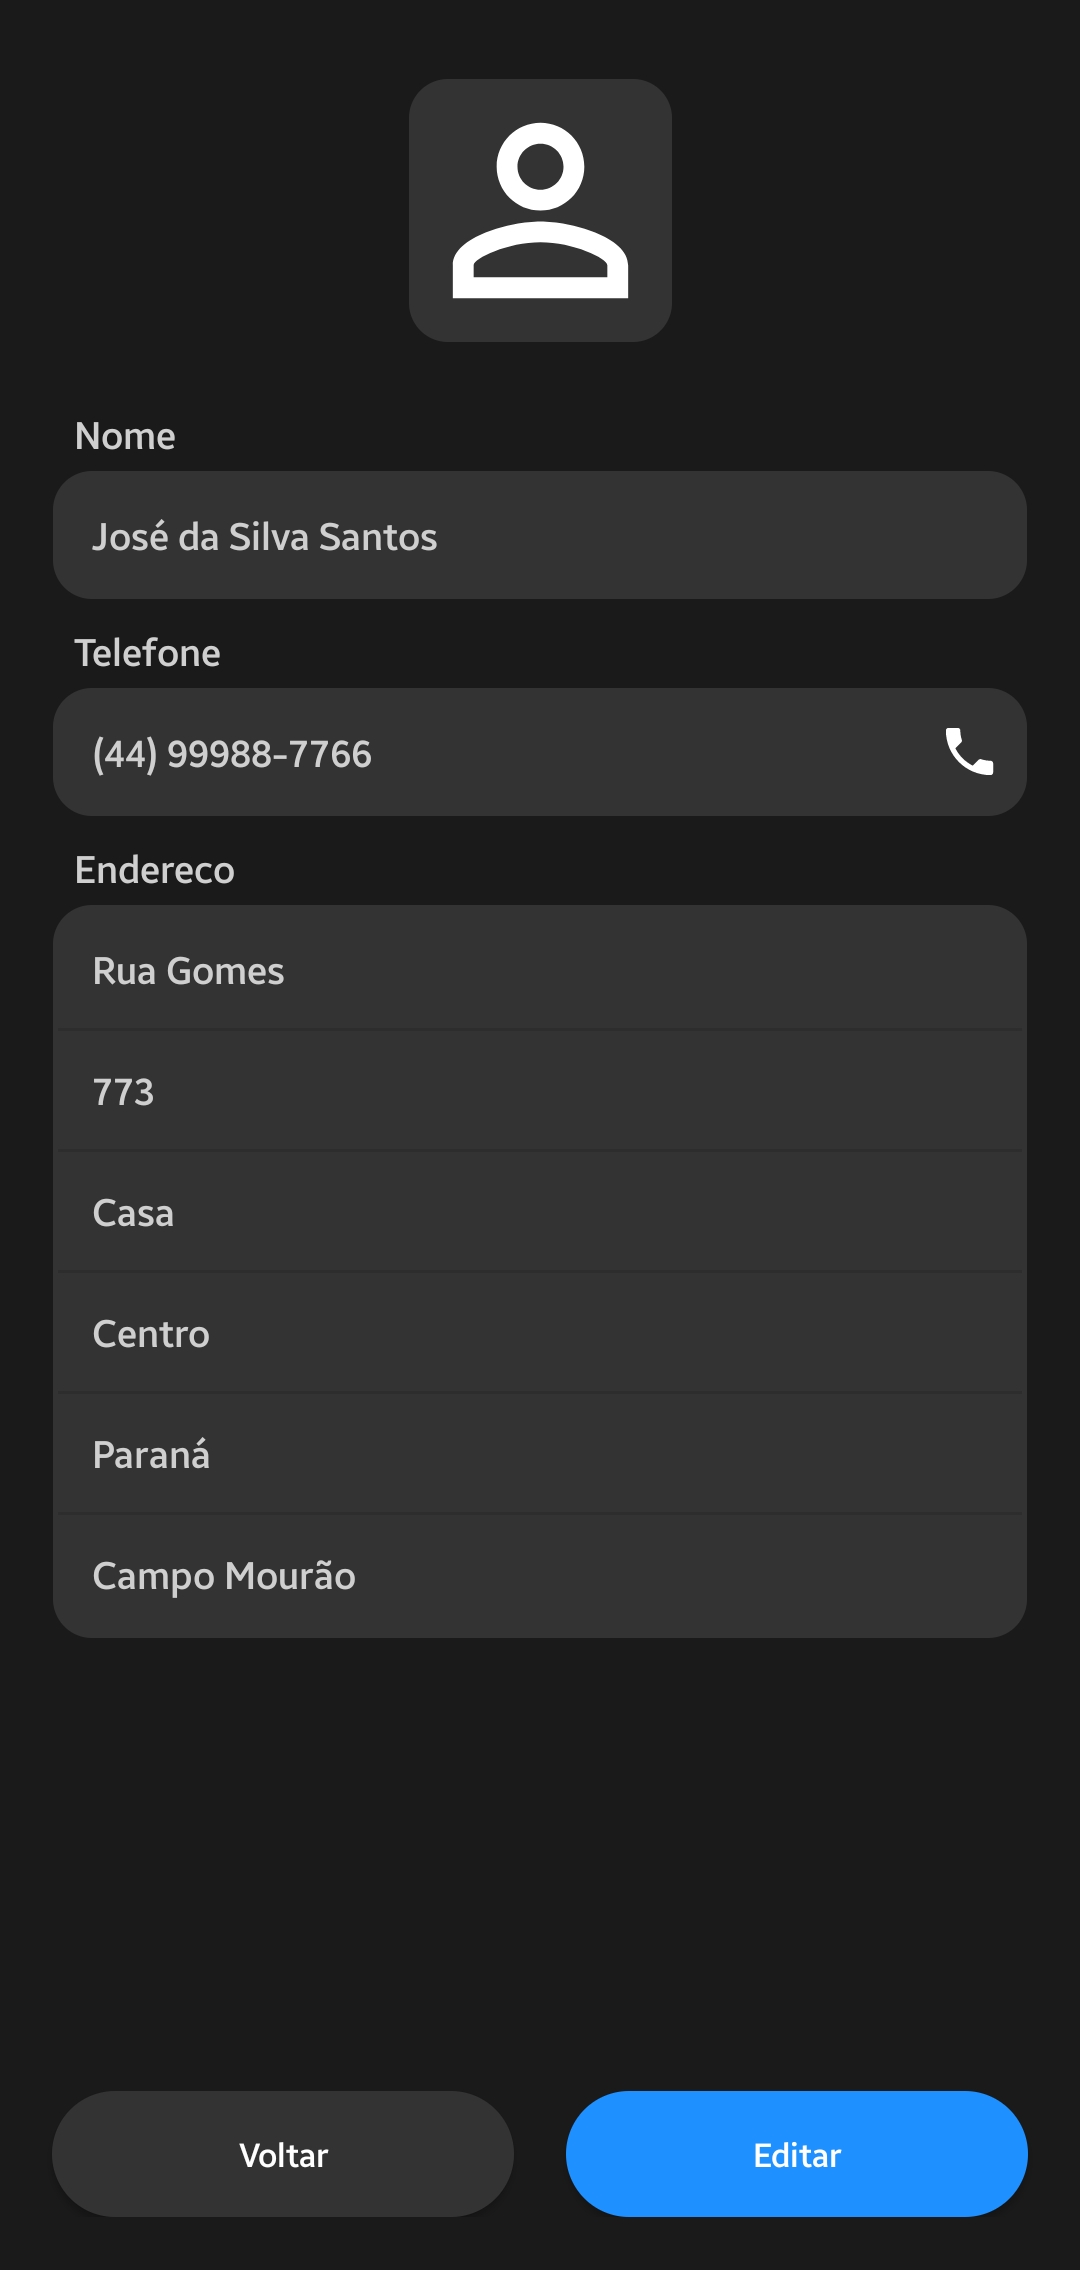 Nome
José da Silva Santos
Telefone
(44) 99988-7766
Endereco
Rua Gomes
773
Casa
Centro
Paraná
Campo Mourão
Voltar
Editar